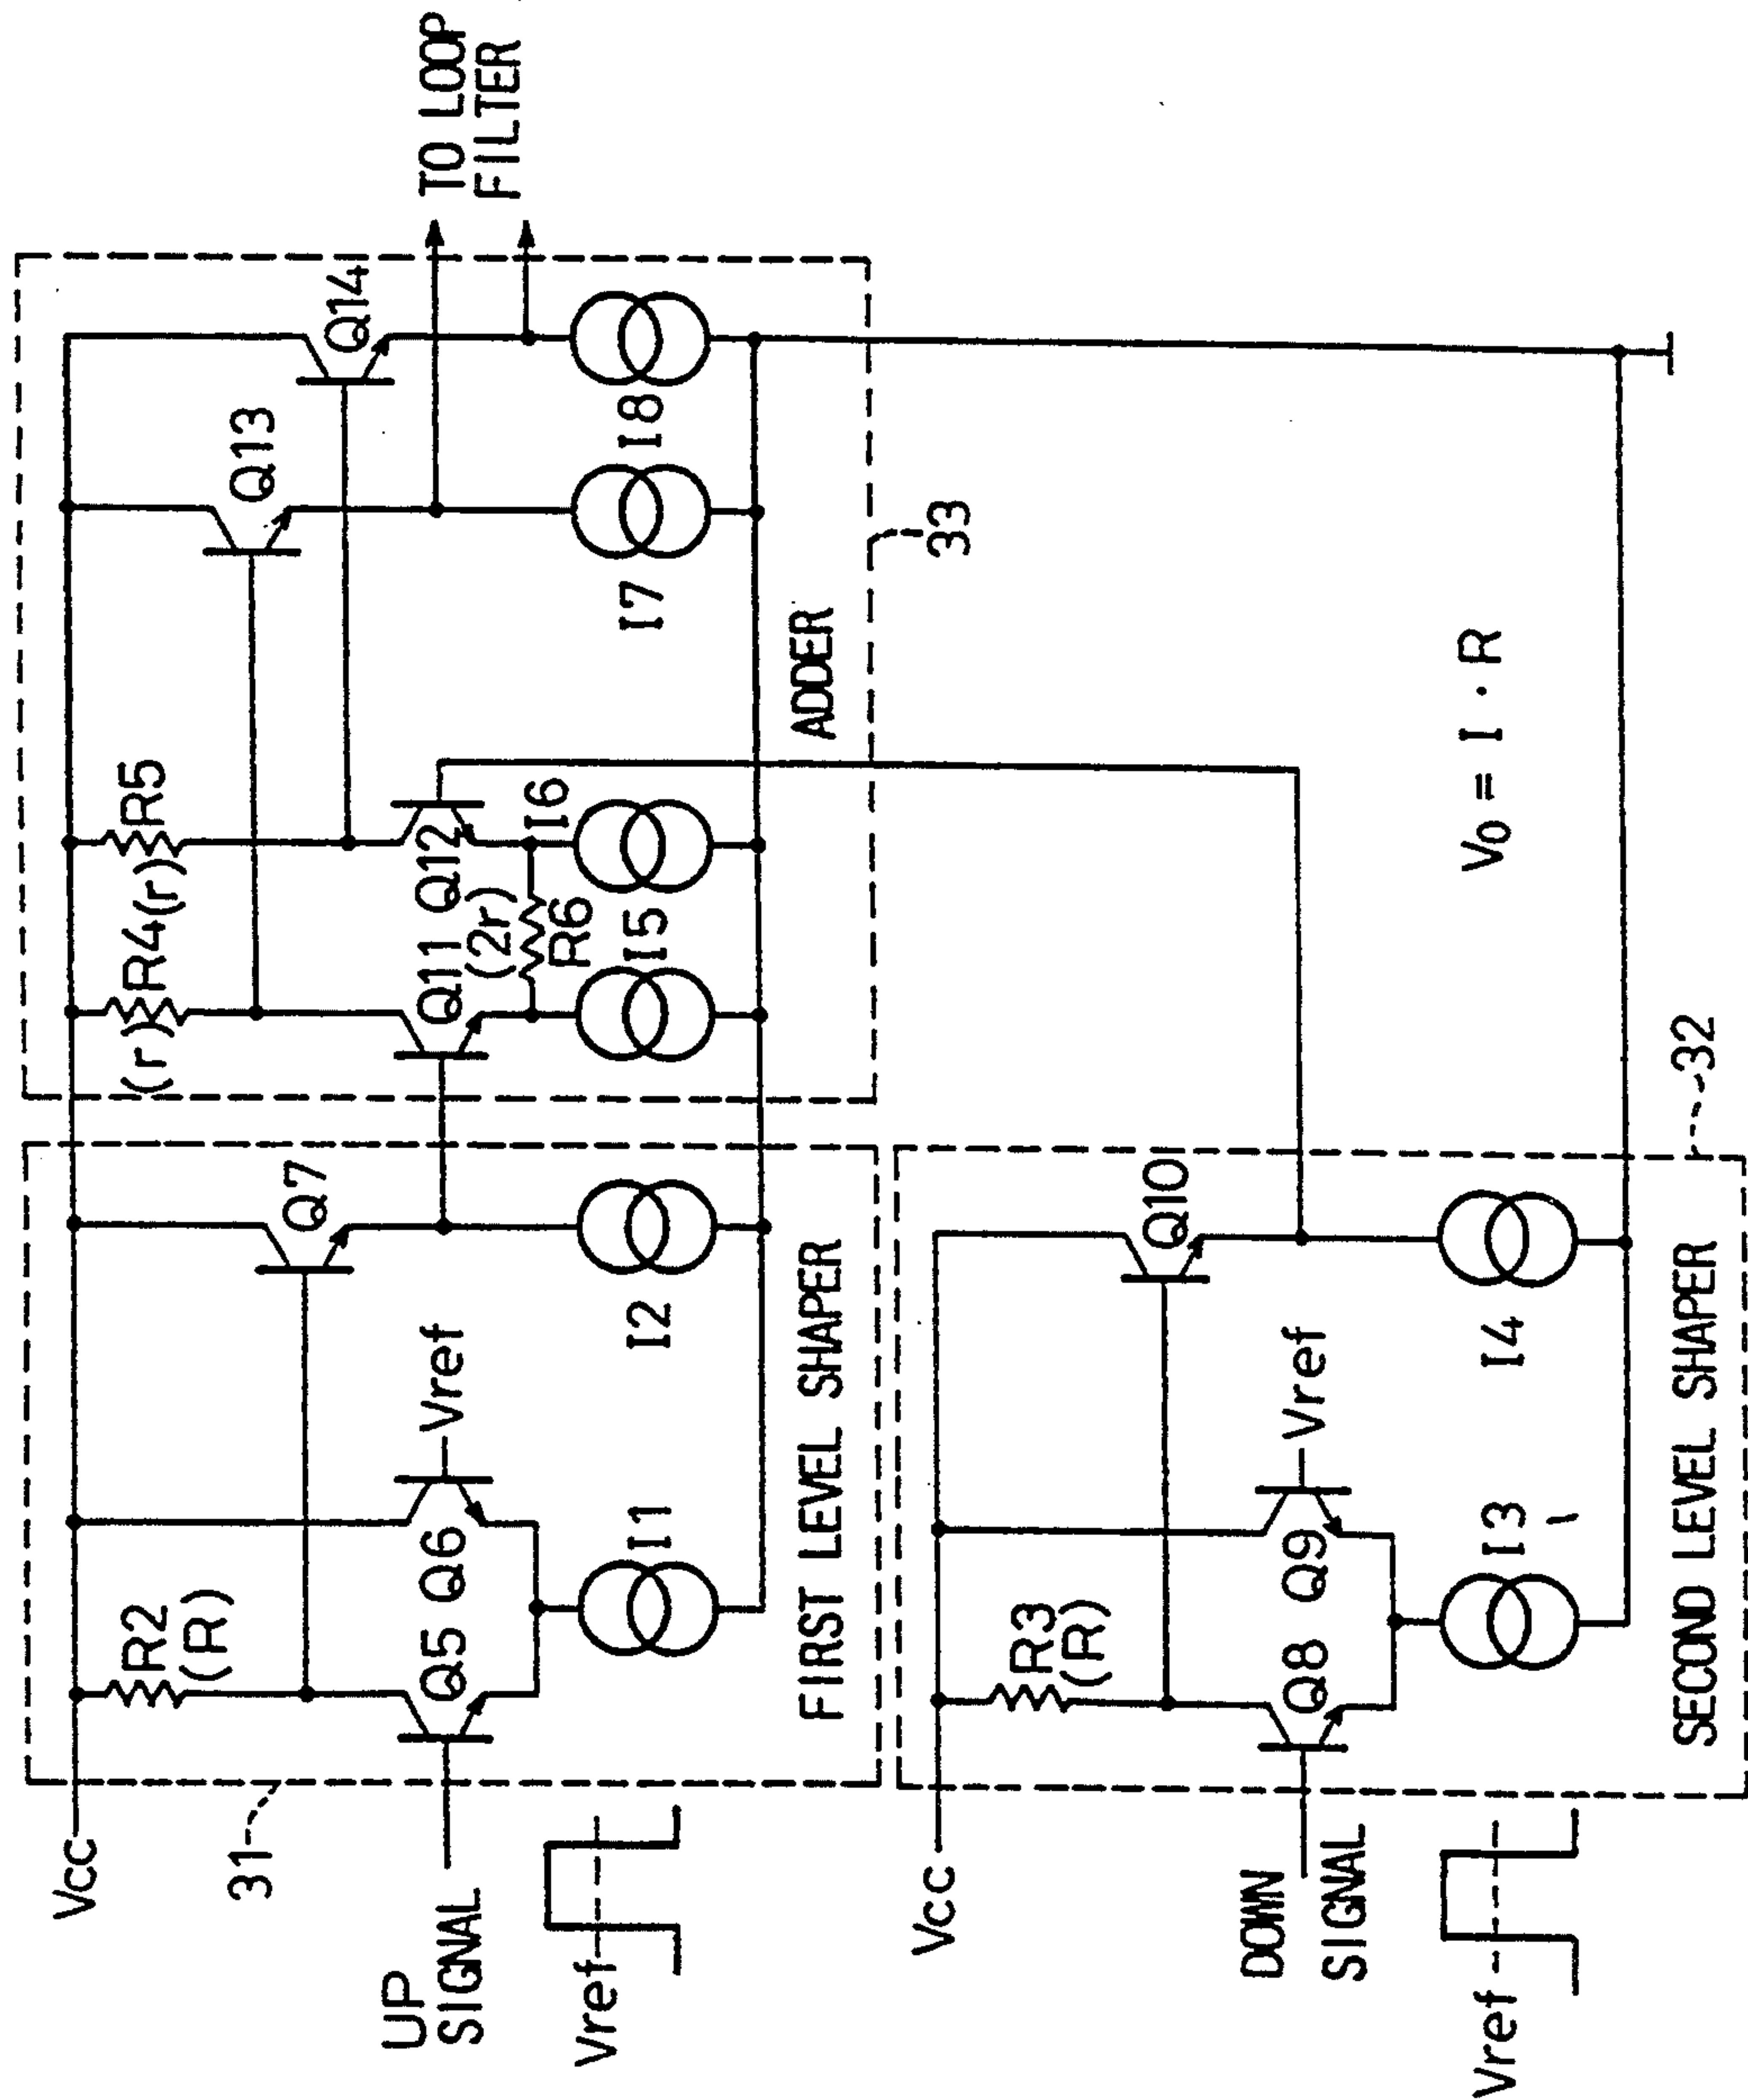 Vcc
31
UP
SIGNAL
Vref
R2
(R)
Q5
Q6
Vref
I1
Q7
I2
FIRST LEVEL SHAPER
(r)
R4
(r)
R5
Q11
Q12
(2r)
R6
I5
I6
Q13
Q14
I7
I8
ADDER
33
TO LOOP
FILTER
Vcc
DOWN
SIGNAL
Vref
R3
(R)
Q8
Q9
Vref
I3
Q10
I4
SECOND LEVEL SHAPER
32
V0 = I · R